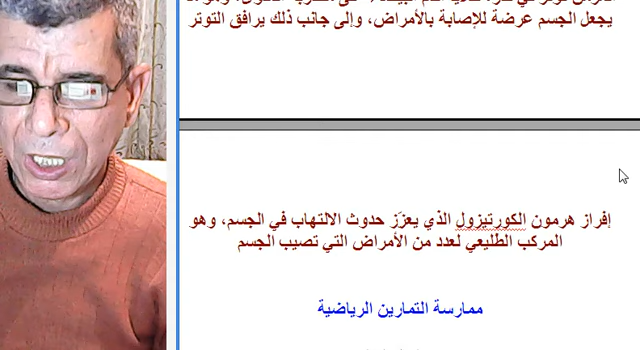 يجعل الجسم عرضة للإصابة بالأمراض، وإلى جانب ذلك يرافق التوتر
إفراز هرمون الكورتيزول الذي يعزّز حدوث الالتهاب في الجسم، وهو
المركب الطليعي لعدد من الأمراض التي تصيب الجسم
ممارسة التمارين الرياضية